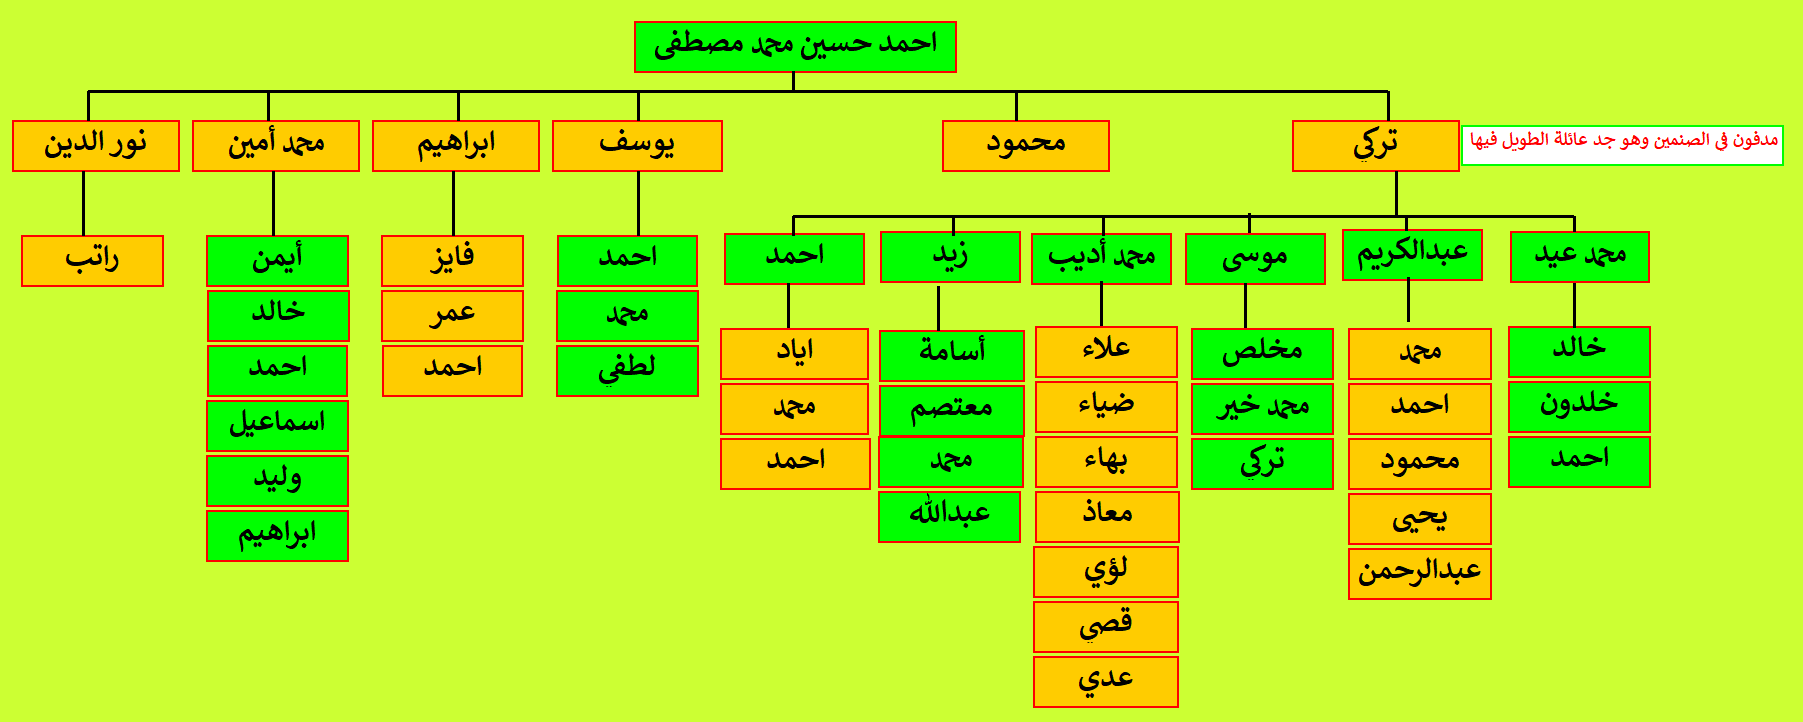 احمد حسين محمد مصطفى
تركي
مدفون في الصنمين وهو جد عائلة الطويل فيها
محمود
يوسف
ابراهيم
محمد أمين
نور الدين
محمد عيد
عبدالكريم
موسى
محمد أديب
زيد
احمد
احمد
فايز
أيمن
راتب
خالد
خلدون
احمد
محمد
احمد
محمود
يحيى
عبدالرحمن
مخلص
محمد خير
تركي
علاء
ضياء
بهاء
معاذ
لؤي
قصي
عدي
أسامة
معتصم
محمد
عبدالله
اياد
محمد
احمد
محمد
لطفي
عمر
احمد
خالد
احمد
اسماعيل
وليد
ابراهيم